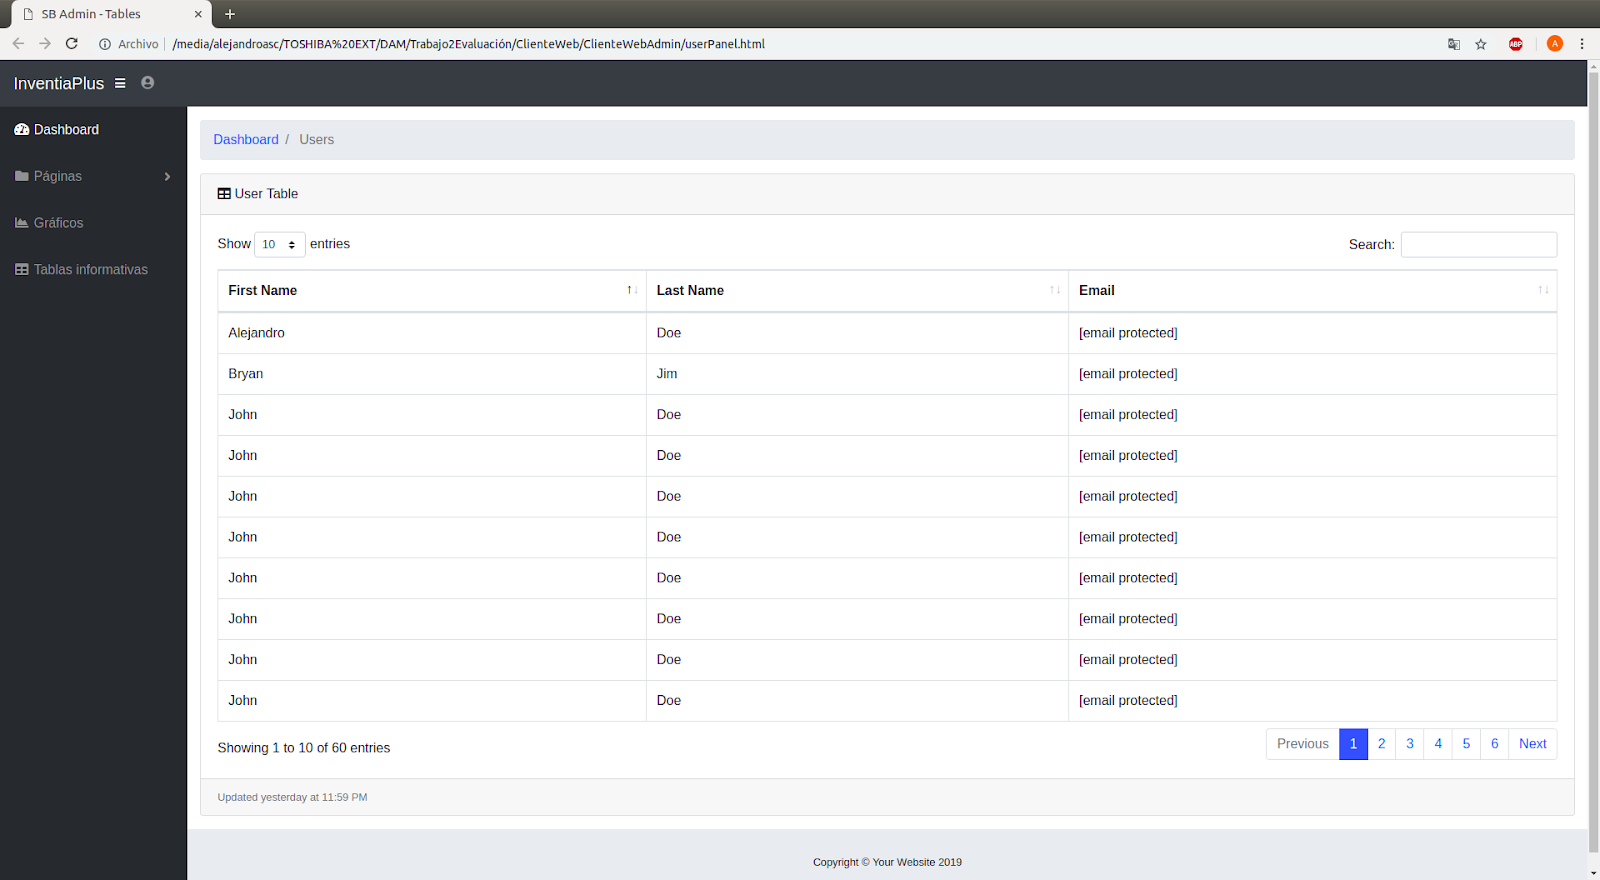 SB Admin - Tables
Archivo /media/alejandroasc/TOSHIBA%20EXT/DAM/Trabajo2Evaluación/ClienteWeb/ClienteWebAdmin/userPanel.html
ABP
A
InventiaPlus
Dashboard
Páginas
Gráficos
Tablas informativas
Dashboard / Users
User Table
Show 10 entries
Search:
First Name Last Name Email
Alejandro Doe [email protected]
Bryan Jim [email protected]
John Doe [email protected]
John Doe [email protected]
John Doe [email protected]
John Doe [email protected]
John Doe [email protected]
John Doe [email protected]
John Doe [email protected]
John Doe [email protected]
Showing 1 to 10 of 60 entries
Previous 1 2 3 4 5 6 Next
Updated yesterday at 11:59 PM
Copyright © Your Website 2019